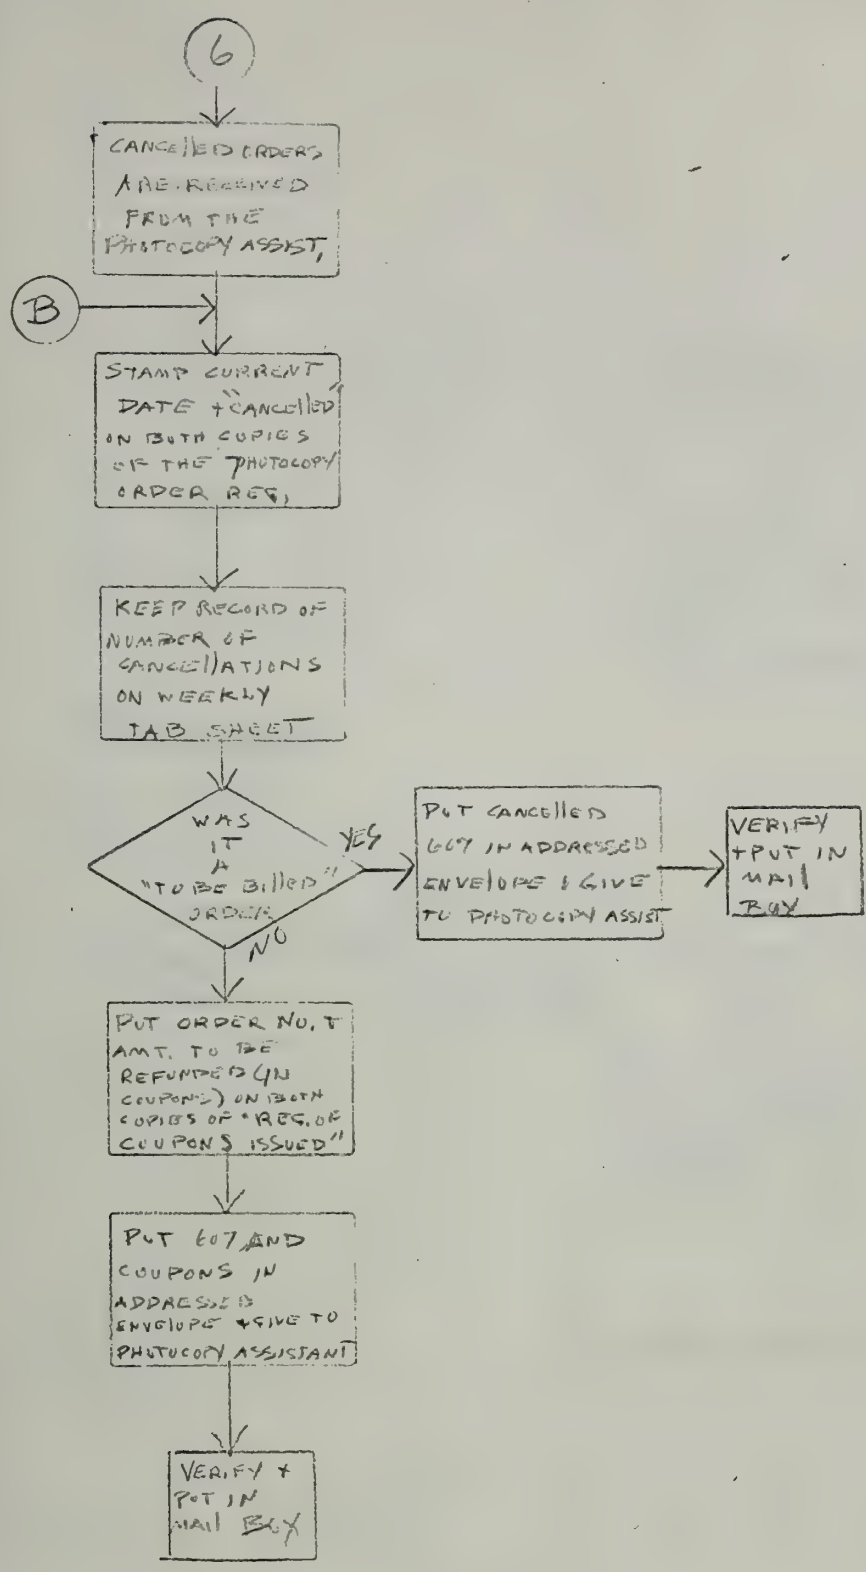 6
CANCELLED ORDERS
ARE RECEIVED
FROM THE
PHOTOCOPY ASSIST,
B
STAMP CURRENT
DATE + "CANCELLED"
ON BOTH COPIES
OF THE PHOTOCOPY
ORDER REQ,
KEEP RECORD OF
NUMBER OF
CANCELLATIONS
ON WEEKLY
TAB SHEET
WAS
IT
A
"TO BE BILLED"
ORDER
YES
NO
PUT CANCELLED
607 IN ADDRESSED
ENVELOPE & GIVE
TO PHOTOCOPY ASSIST
VERIFY
+ PUT IN
MAIL
BOX
PUT ORDER NO. +
AMT. TO BE
REFUNDED (IN
COUPONS) ON BOTH
COPIES OF "REC. OF
COUPONS ISSUED"
PUT 607 AND
COUPONS IN
ADDRESSED
ENVELOPE + GIVE TO
PHOTOCOPY ASSISTANT
VERIFY +
PUT IN
MAIL BOX